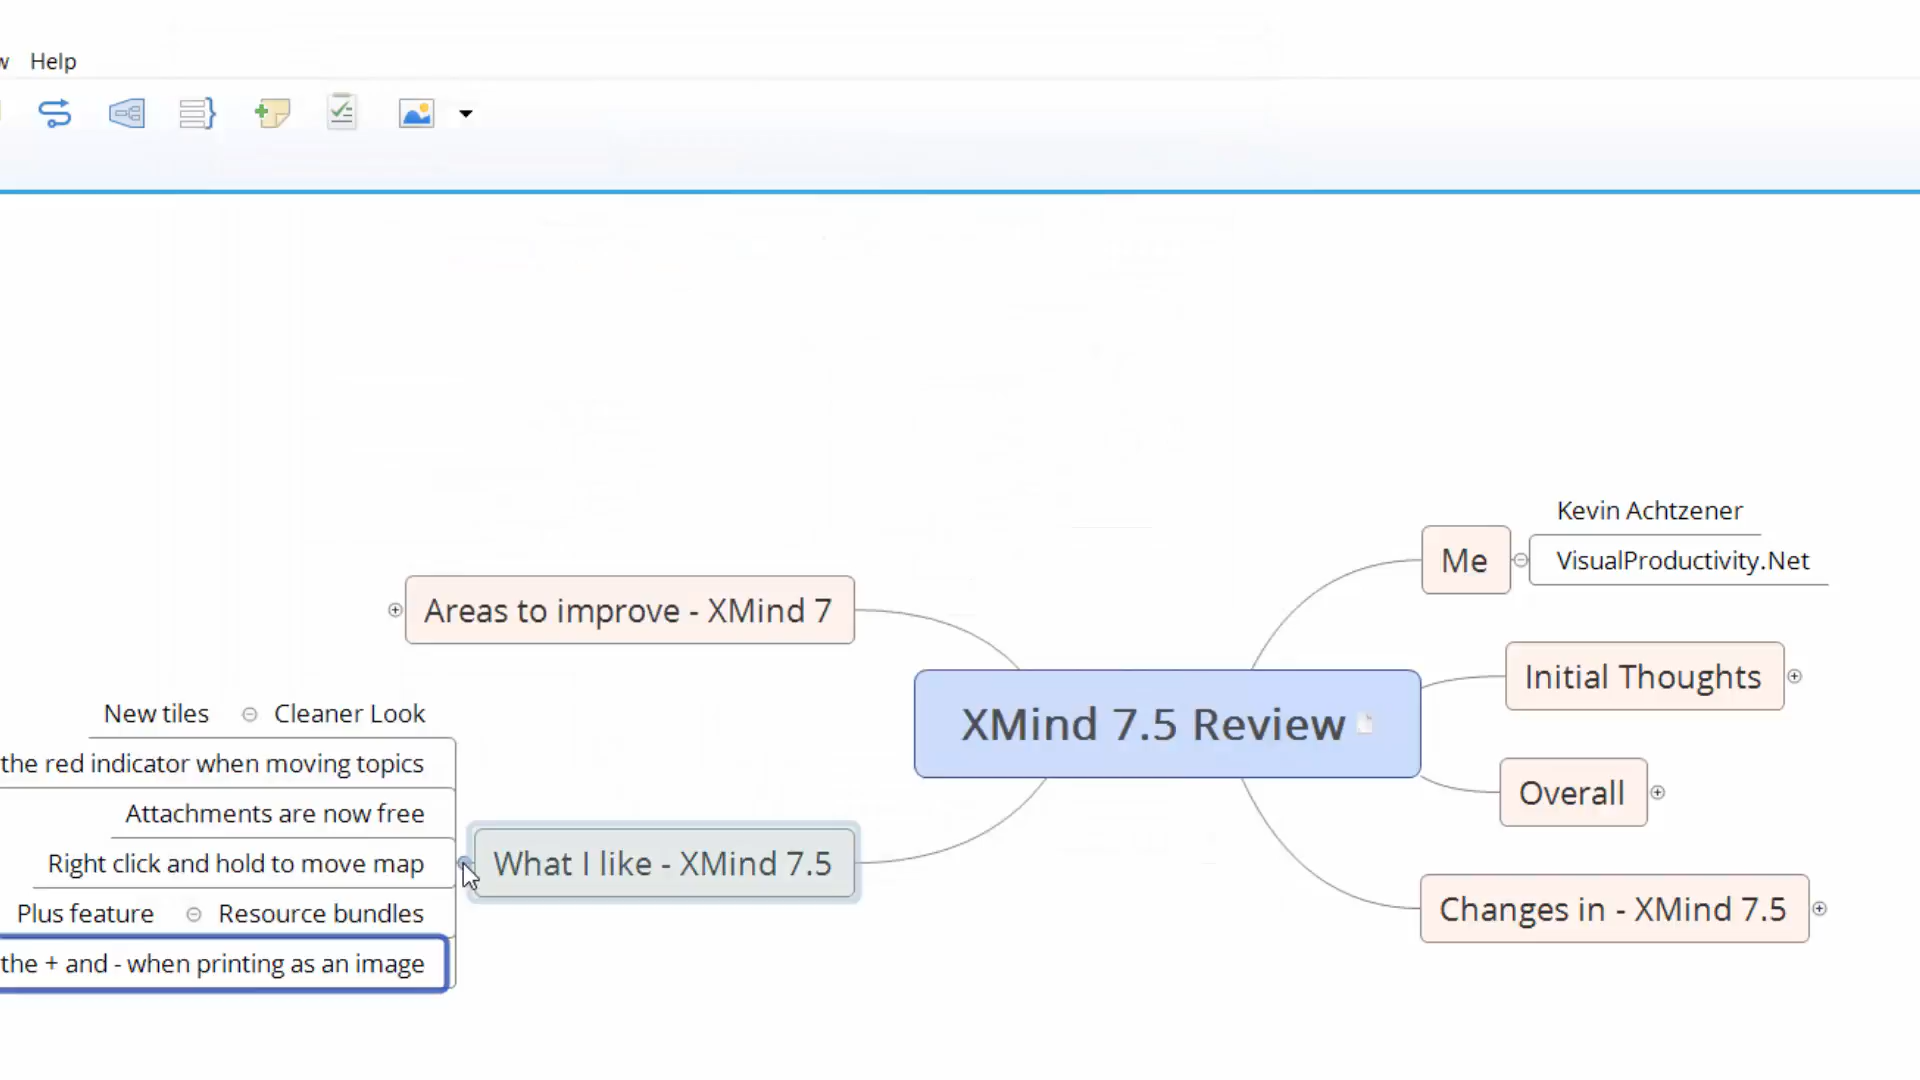 Help
Kevin Achtzener
Me
VisualProductivity.Net
Areas to improve - XMind 7
Initial Thoughts
New tiles
Cleaner Look
XMind 7.5 Review
the red indicator when moving topics
Overall
Attachments are now free
Right click and hold to move map
What I like - XMind 7.5
Plus feature
Resource bundles
Changes in - XMind 7.5
the + and - when printing as an image